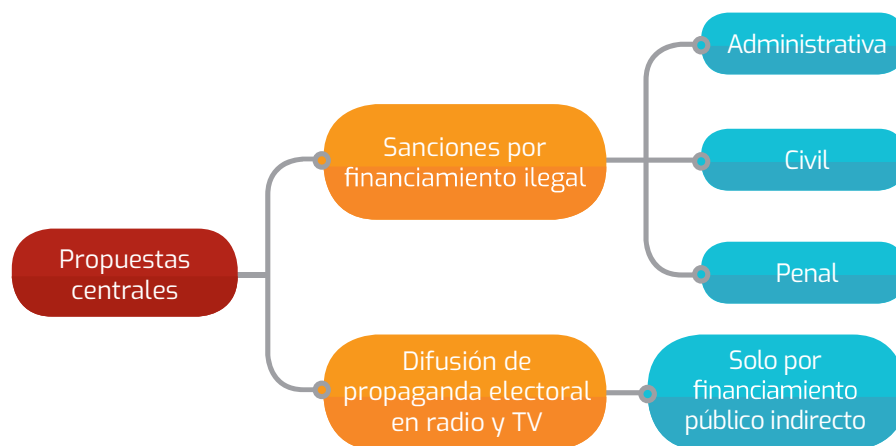 Propuestas
centrales
Sanciones por
financiamiento ilegal
Administrativa
Civil
Penal
Difusión de
propaganda electoral
en radio y TV
Solo por
financiamiento
público indirecto